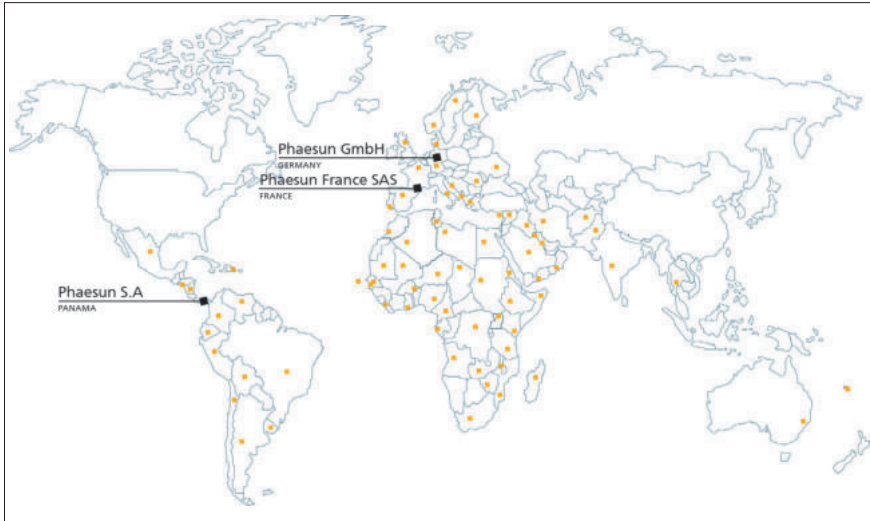 Phaesun GmbH
GERMANY
Phaesun France SAS
FRANCE
Phaesun S.A
PANAMA